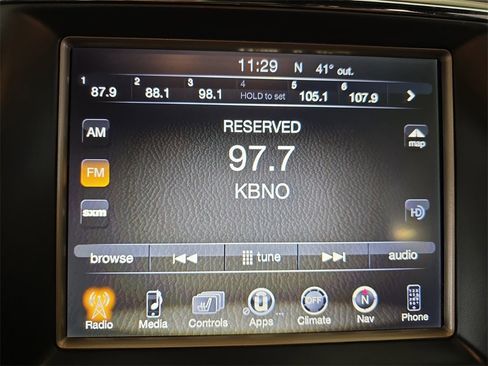 11:29 N 41° out.
1 2 3 4 5 6
87.9 88.1 98.1 HOLD to set 105.1 107.9
AM RESERVED map
97.7
FM
KBNO
sxm HD
browse tune audio
OFF N
Radio Media Controls Apps Climate Nav Phone